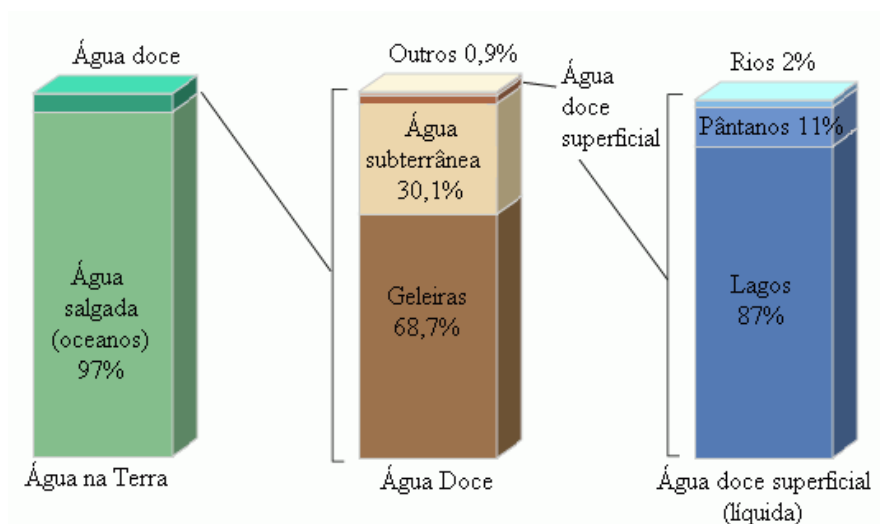 Água doce
Água
salgada
(oceanos)
97%
Água na Terra
Outros 0,9%
Água
doce
superficial
Água
subterrânea
30,1%
Geleiras
68,7%
Água Doce
Rios 2%
Pântanos 11%
Lagos
87%
Água doce superficial
(líquida)